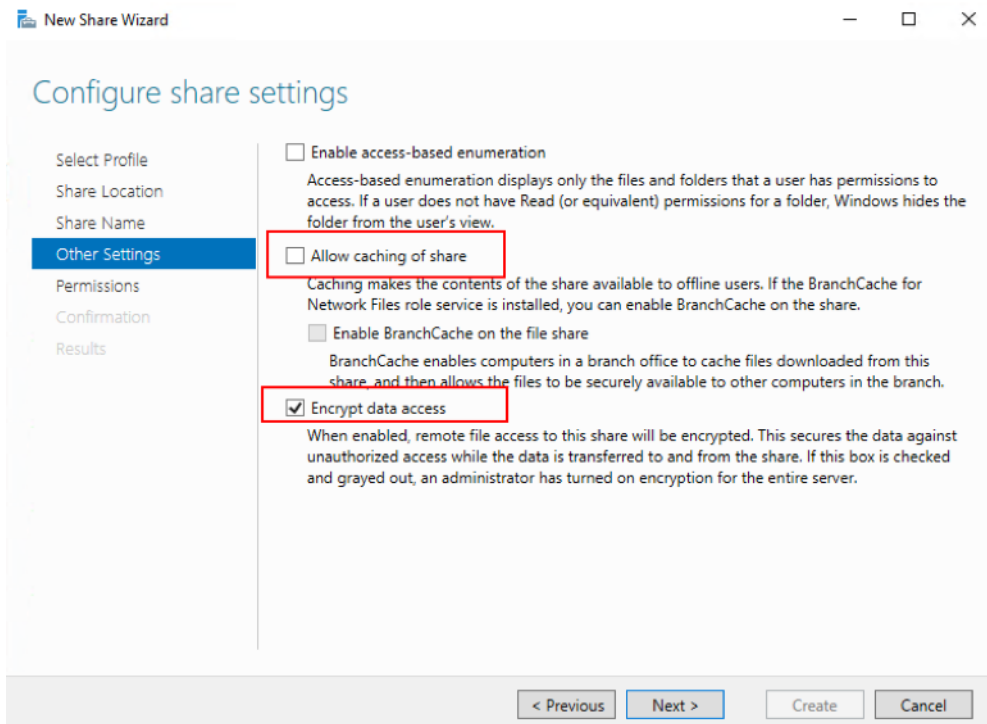 New Share Wizard
Configure share settings
Select Profile
Share Location
Share Name
Other Settings
Permissions
Confirmation
Results
Enable access-based enumeration
Access-based enumeration displays only the files and folders that a user has permissions to
access. If a user does not have Read (or equivalent) permissions for a folder, Windows hides the
folder from the user's view.
Allow caching of share
Caching makes the contents of the share available to offline users. If the BranchCache for
Network Files role service is installed, you can enable BranchCache on the share.
Enable BranchCache on the file share
BranchCache enables computers in a branch office to cache files downloaded from this
share, and then allows the files to be securely available to other computers in the branch.
Encrypt data access
When enabled, remote file access to this share will be encrypted. This secures the data against
unauthorized access while the data is transferred to and from the share. If this box is checked
and grayed out, an administrator has turned on encryption for the entire server.
< Previous
Next >
Create
Cancel